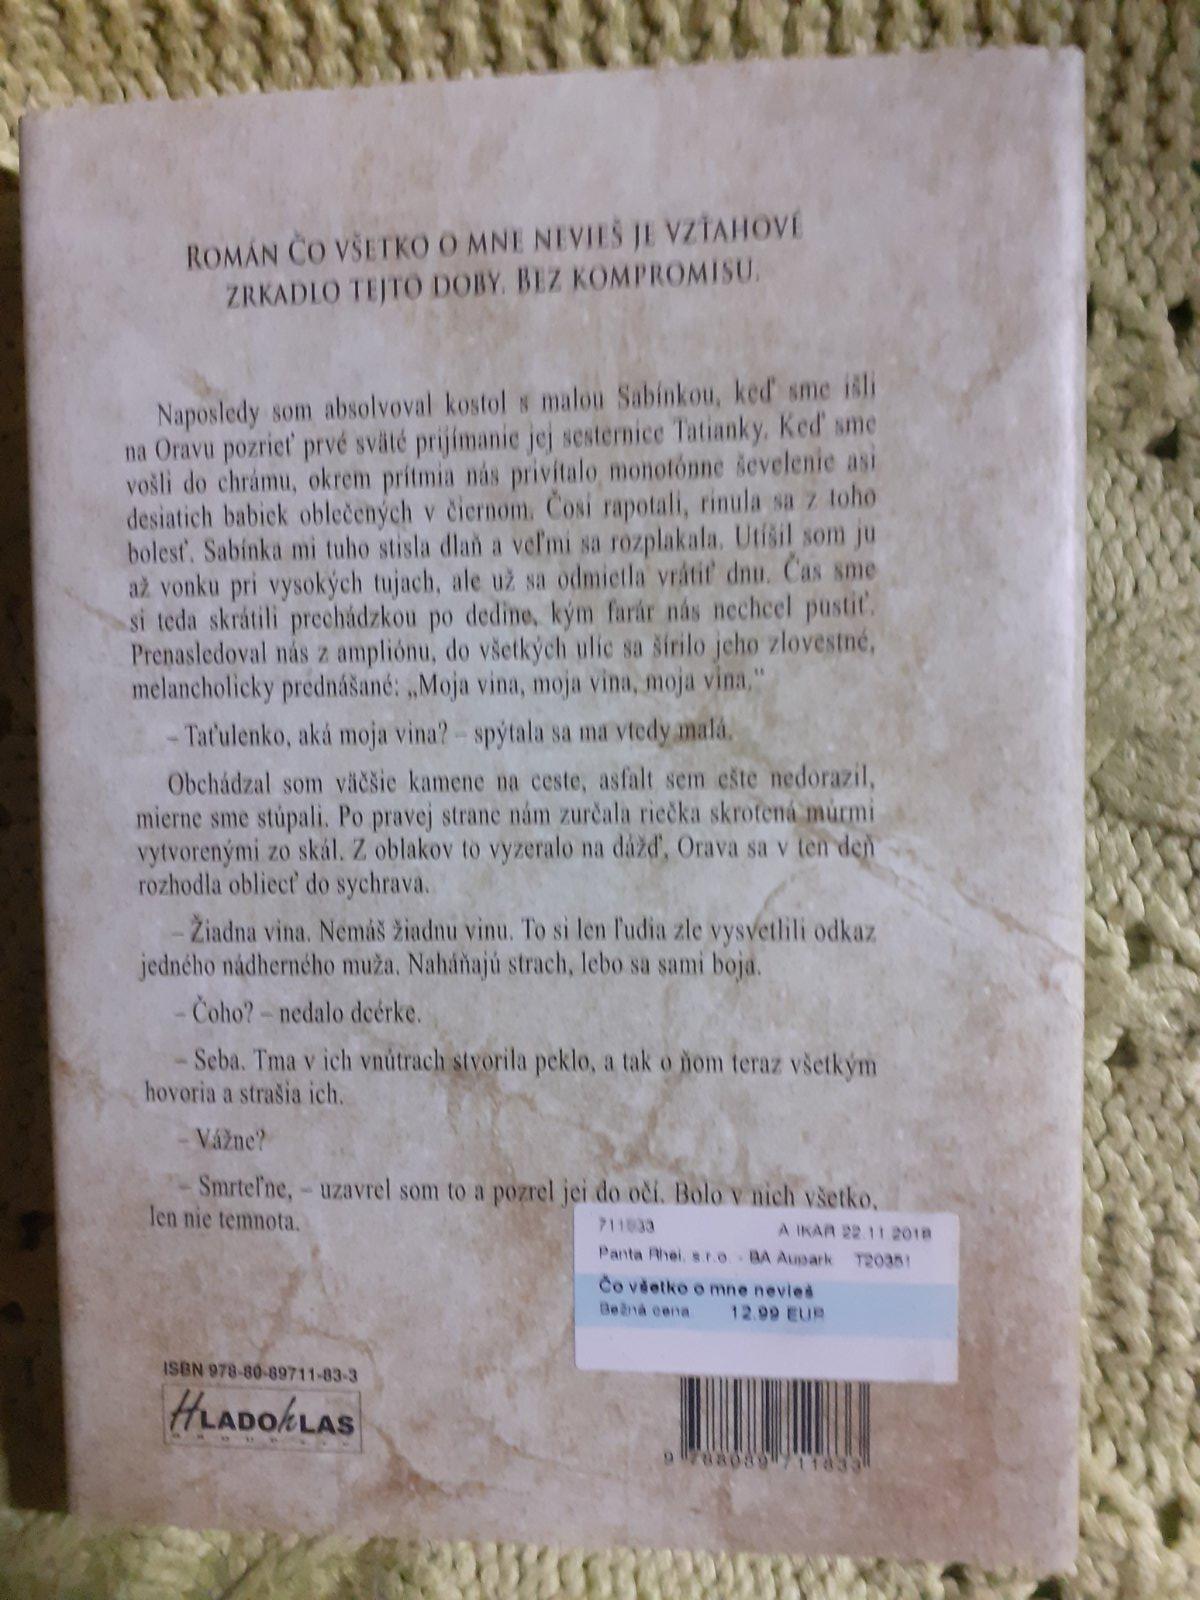 ROMÁN ČO VŠETKO O MNE NEVIEŠ JE VZŤAHOVÉ
ZRKADLO TEJTO DOBY. BEZ KOMPROMISU.
Naposledy som absolvoval kostol s malou Sabínkou, keď sme išli
na Oravu pozrieť prvé sväté prijímanie jej sesternice Tatianky. Keď sme
vošli do chrámu, okrem prítmia nás privítalo monotónne ševelenie asi
desiatich babiek oblečených v čiernom. Čosi rapotali, rinula sa z toho
bolesť. Sabínka mi tuho stisla dlaň a veľmi sa rozplakala. Utíšil som ju
až vonku pri vysokých tujach, ale už sa odmietla vrátiť dnu. Čas sme
si teda skrátili prechádzkou po dedine, kým farár nás nechcel pustiť.
Prenasledoval nás z ampliónu, do všetkých ulíc sa šírilo jeho zlovestné,
melancholicky prednášané: „Moja vina, moja vina, moja vina.“
– Taťulenko, aká moja vina? – spýtala sa ma vtedy malá.
Obchádzal som väčšie kamene na ceste, asfalt sem ešte nedorazil,
mierne sme stúpali. Po pravej strane nám zurčala riečka skrotená múrmi
vytvorenými zo skál. Z oblakov to vyzeralo na dážď, Orava sa v ten deň
rozhodla obliecť do sychrava.
– Žiadna vina. Nemáš žiadnu vinu. To si len ľudia zle vysvetlili odkaz
jedného nádherného muža. Naháňajú strach, lebo sa sami boja.
– Čoho? – nedalo dcérke.
– Seba. Tma v ich vnútrach stvorila peklo, a tak o ňom teraz všetkým
hovoria a strašia ich.
– Vážne?
– Smrteľne, – uzavrel som to a pozrel jej do očí. Bolo v nich všetko,
len nie temnota.
711833 A IKAR 22.11.2018
Panta Rhei, s.r.o. - BA Aupark T20351
Čo všetko o mne nevieš
Bežná cena 12.99 EUR
ISBN 978-80-89711-83-3
HLADOHLAS
GROUP
9 788089 711833